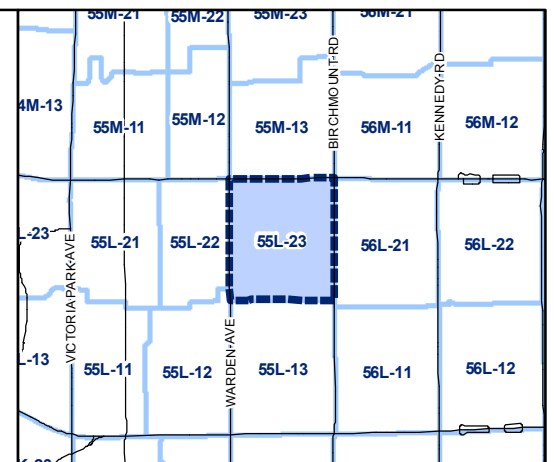 55M-21
55M-22
55M-23
56M-21
BIRCHMOUNT RD
KENNEDY RD
4M-13
55M-11
55M-12
55M-13
56M-11
56M-12
L-23
55L-21
55L-22
55L-23
56L-21
56L-22
VICTORIA PARK AVE
WARDEN AVE
L-13
55L-11
55L-12
55L-13
56L-11
56L-12